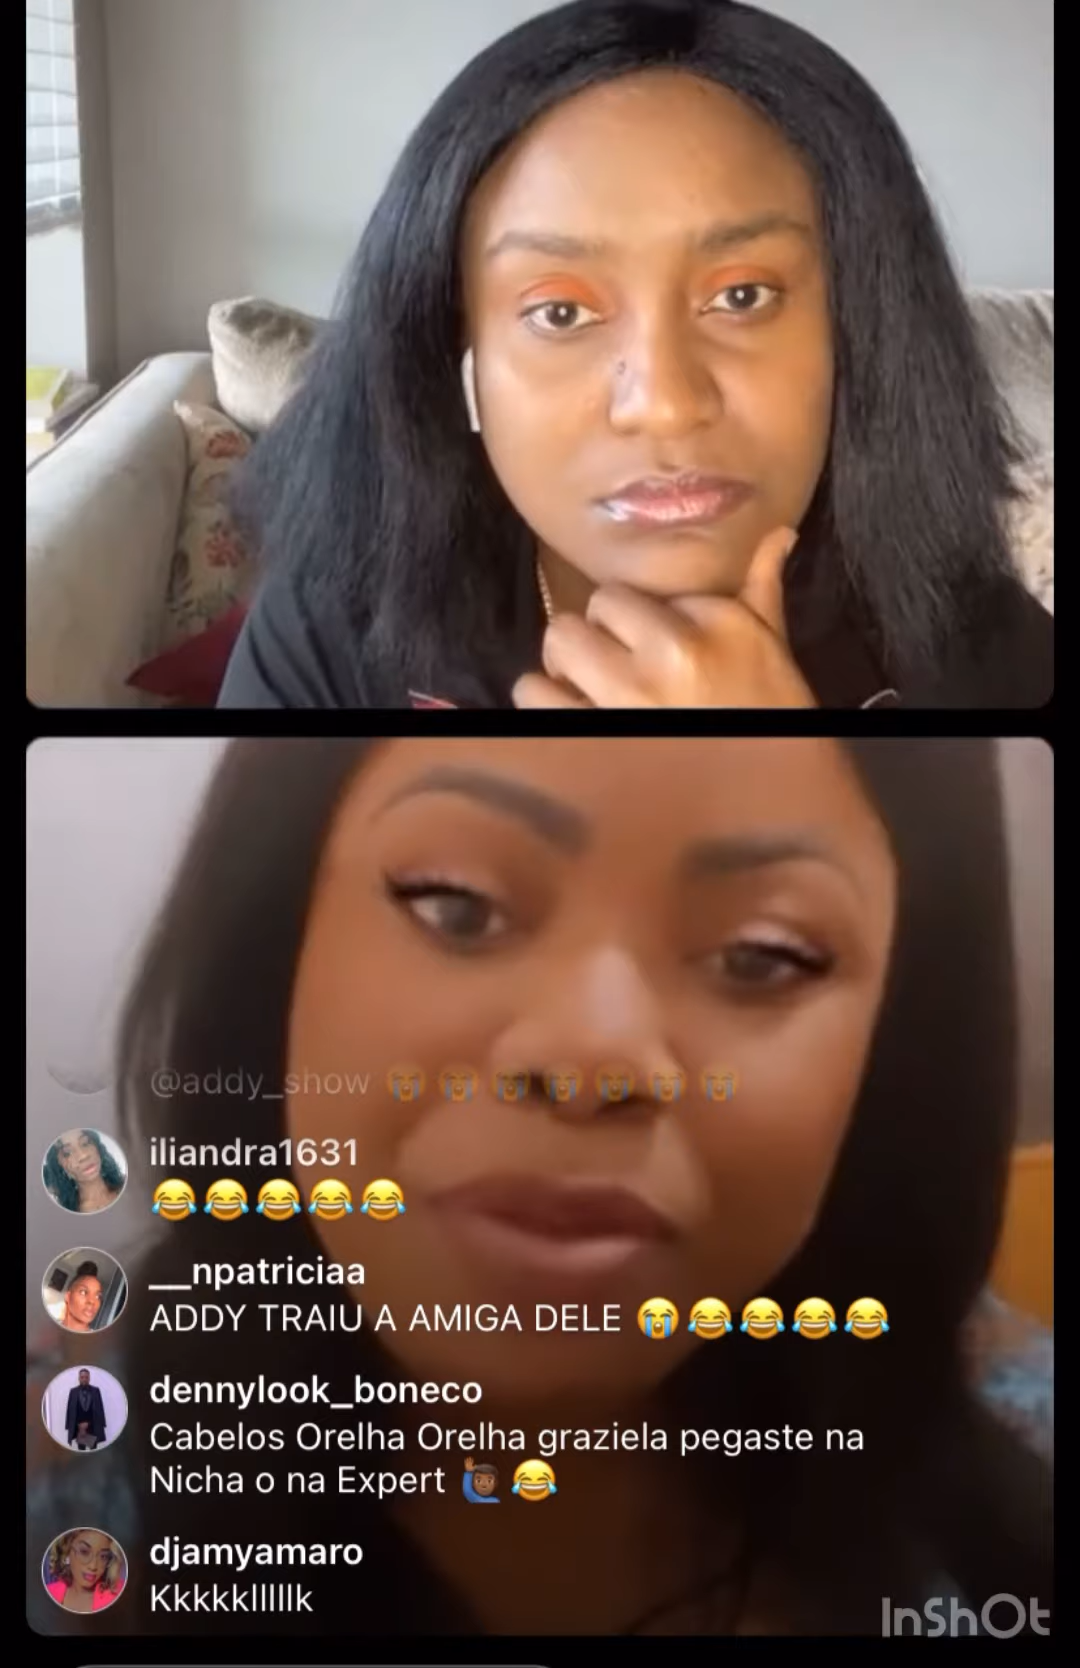 @addy_show 😭 😭 😭 😭 😭 😭 😭
iliandra1631
😂😂😂😂😂
__npatriciaa
ADDY TRAIU A AMIGA DELE 😭😂😂😂😂
dennylook_boneco
Cabelos Orelha Orelha graziela pegaste na
Nicha o na Expert 🙋🏾‍♂️😂
djamyamaro
Kkkkkllllllk
InShOt